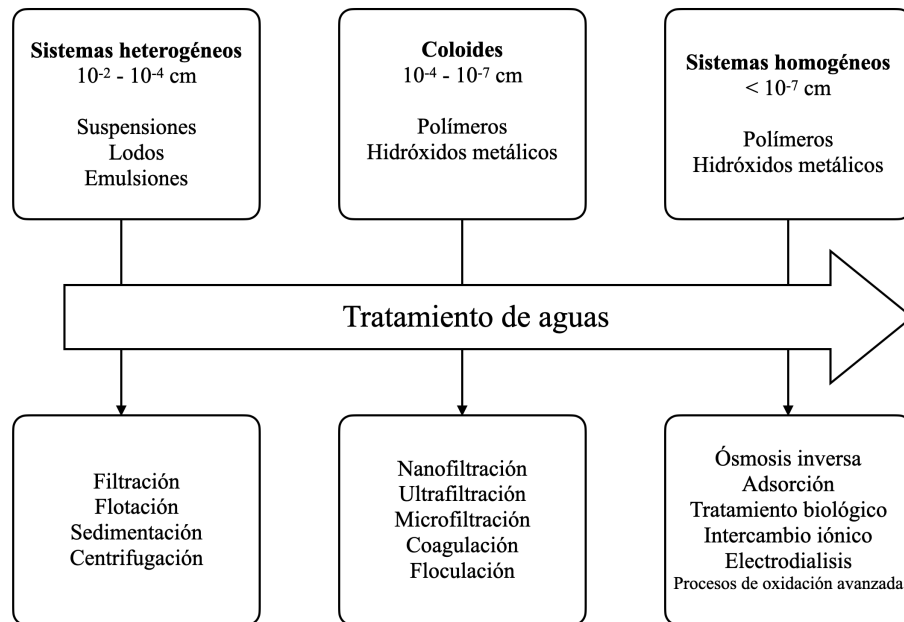 Sistemas heterogéneos
10⁻² - 10⁻⁴ cm
Suspensiones
Lodos
Emulsiones
Coloides
10⁻⁴ - 10⁻⁷ cm
Polímeros
Hidróxidos metálicos
Sistemas homogéneos
< 10⁻⁷ cm
Polímeros
Hidróxidos metálicos
Tratamiento de aguas
Filtración
Flotación
Sedimentación
Centrifugación
Nanofiltración
Ultrafiltración
Microfiltración
Coagulación
Floculación
Ósmosis inversa
Adsorción
Tratamiento biológico
Intercambio iónico
Electrodialisis
Procesos de oxidación avanzada